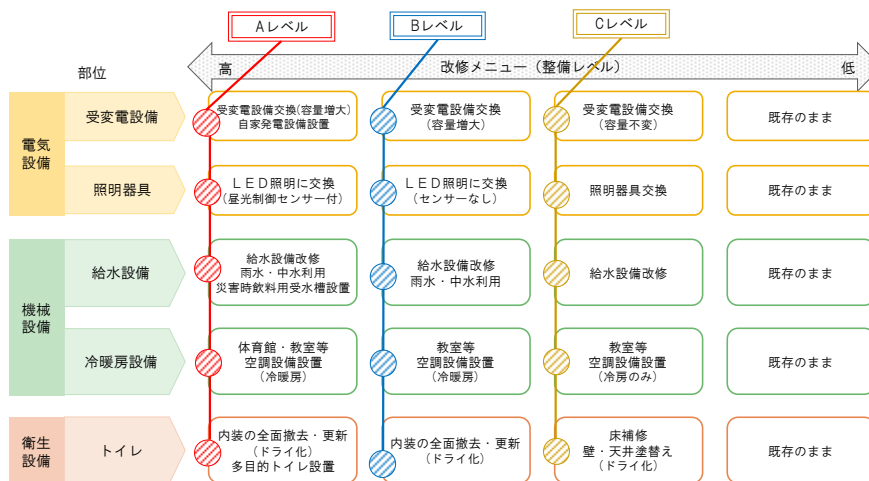 Aレベル
Bレベル
Cレベル
部位
高
改修メニュー（整備レベル）
低
電気
設備
受変電設備
受変電設備交換(容量増大)
自家発電設備設置
受変電設備交換
（容量増大）
受変電設備交換
（容量不変）
既存のまま
照明器具
ＬＥＤ照明に交換
（昼光制御センサー付）
ＬＥＤ照明に交換
（センサーなし）
照明器具交換
既存のまま
機械
設備
給水設備
給水設備改修
雨水・中水利用
災害時飲料用受水槽設置
給水設備改修
雨水・中水利用
給水設備改修
既存のまま
冷暖房設備
体育館・教室等
空調設備設置
（冷暖房）
教室等
空調設備設置
（冷暖房）
教室等
空調設備設置
（冷房のみ）
既存のまま
衛生
設備
トイレ
内装の全面撤去・更新
（ドライ化）
多目的トイレ設置
内装の全面撤去・更新
（ドライ化）
床補修
壁・天井塗替え
（ドライ化）
既存のまま